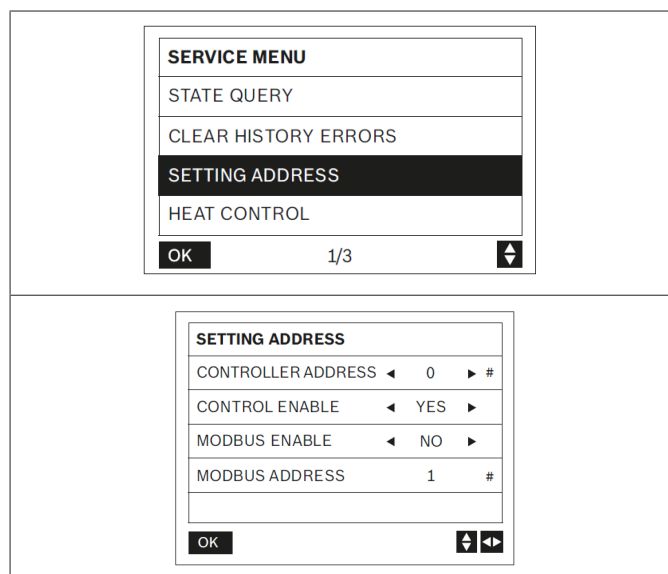 SERVICE MENU
STATE QUERY
CLEAR HISTORY ERRORS
SETTING ADDRESS
HEAT CONTROL
OK 1/3
SETTING ADDRESS
CONTROLLER ADDRESS ◄ 0 ► #
CONTROL ENABLE ◄ YES ►
MODBUS ENABLE ◄ NO ►
MODBUS ADDRESS 1 #
OK